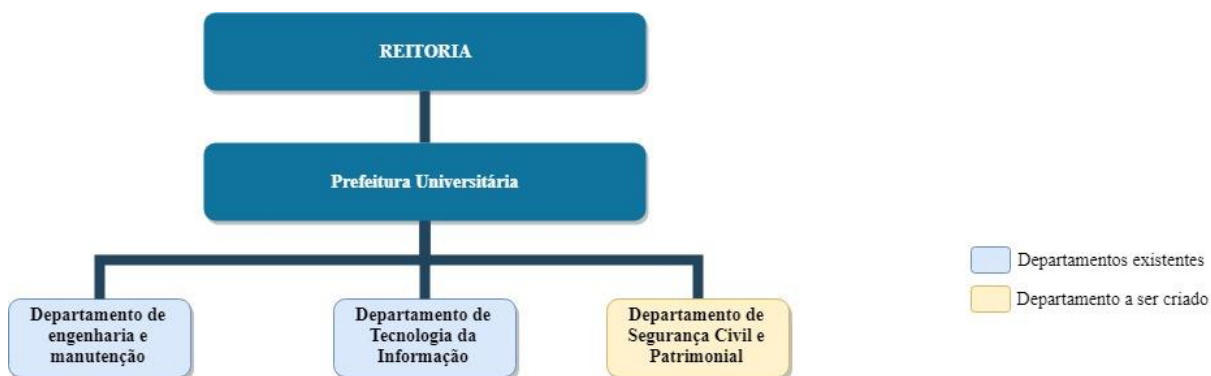 REITORIA
Prefeitura Universitária
Departamento de
engenharia e
manutenção
Departamento de
Tecnologia da
Informação
Departamento de
Segurança Civil e
Patrimonial
Departamentos existentes
Departamento a ser criado